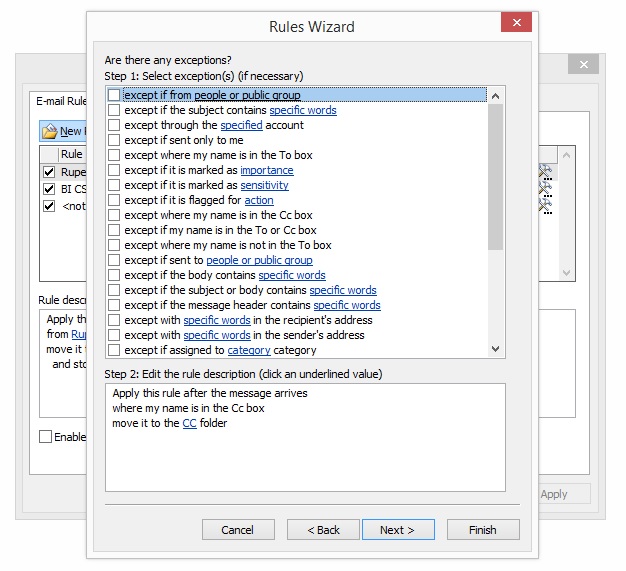 Rules Wizard
Are there any exceptions?
Step 1: Select exception(s) (if necessary)
except if from people or public group
except if the subject contains specific words
except through the specified account
except if sent only to me
except where my name is in the To box
except if it is marked as importance
except if it is marked as sensitivity
except if it is flagged for action
except where my name is in the Cc box
except if my name is in the To or Cc box
except where my name is not in the To box
except if sent to people or public group
except if the body contains specific words
except if the subject or body contains specific words
except if the message header contains specific words
except with specific words in the recipient's address
except with specific words in the sender's address
except if assigned to category category
Step 2: Edit the rule description (click an underlined value)
Apply this rule after the message arrives
where my name is in the Cc box
move it to the CC folder
Cancel
< Back
Next >
Finish
E-mail Rule
New
Rule
Rupe
BI CS
<not
Rule desc
Apply th
from Rup
move it t
and sto
Enable
Apply